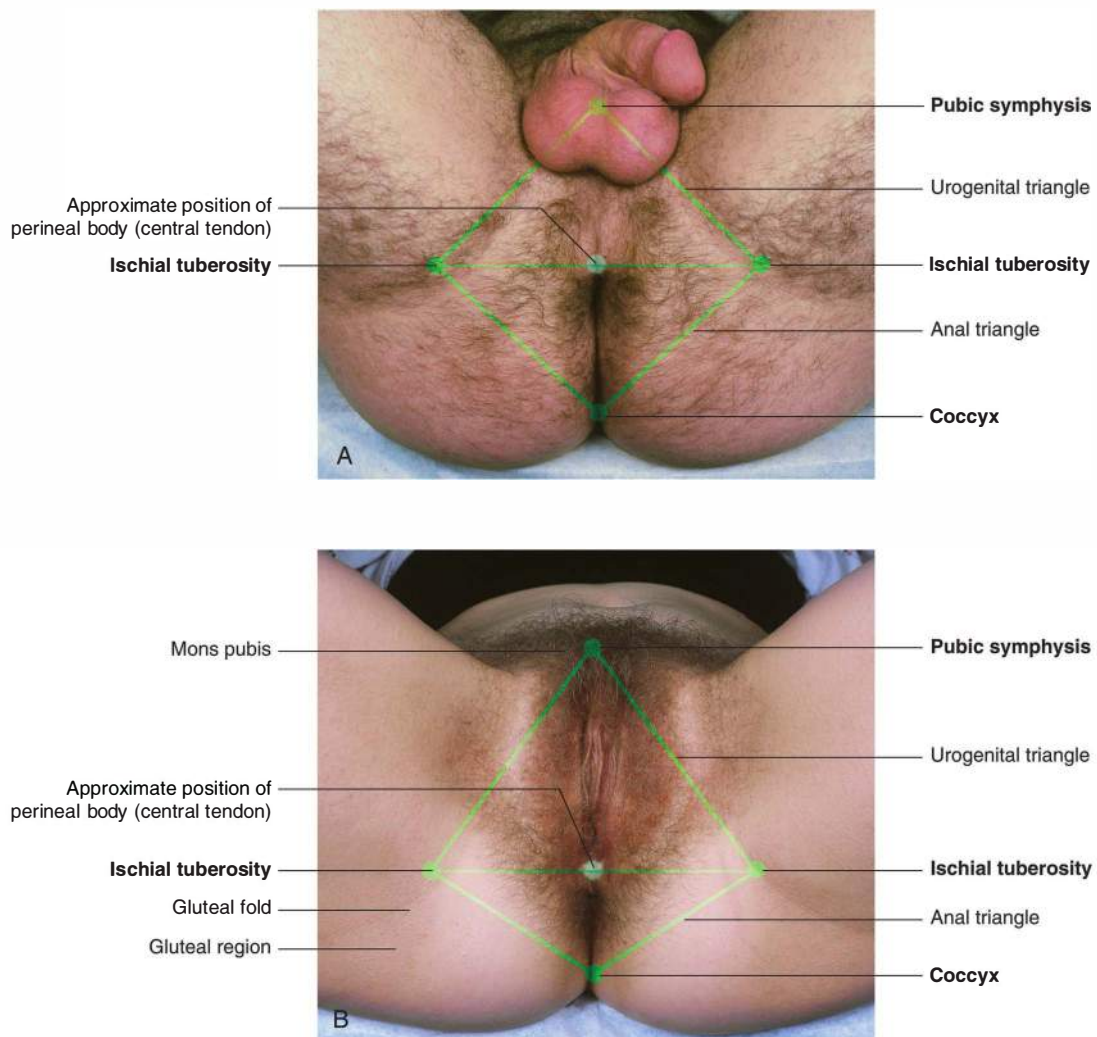 Pubic symphysis
Urogenital triangle
Approximate position of
perineal body (central tendon)
Ischial tuberosity
Ischial tuberosity
Anal triangle
Coccyx
A
Mons pubis
Pubic symphysis
Urogenital triangle
Approximate position of
perineal body (central tendon)
Ischial tuberosity
Ischial tuberosity
Gluteal fold
Anal triangle
Gluteal region
Coccyx
B